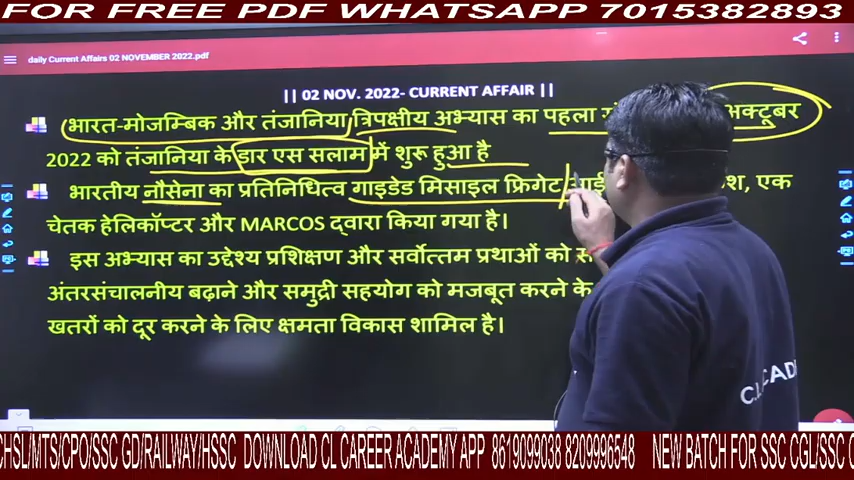 FOR FREE PDF WHATSAPP 7015382893
daily Current Affairs 02 NOVEMBER 2022.pdf
|| 02 NOV. 2022- CURRENT AFFAIR ||
(भारत-मोजम्बिक और तंजानिया) त्रिपक्षीय अभ्यास का पहला अक्टूबर
2022 को तंजानिया के डार एस सलाम में शुरू हुआ है
भारतीय नौसेना का प्रतिनिधित्व गाइडेड मिसाइल फ्रिगेट एक
चेतक हेलिकॉप्टर और MARCOS द्वारा किया गया है।
इस अभ्यास का उद्देश्य प्रशिक्षण और सर्वोत्तम प्रथाओं को
अंतरसंचालनीय बढ़ाने और समुद्री सहयोग को मजबूत करने के
खतरों को दूर करने के लिए क्षमता विकास शामिल है।
CHSL/MTS/CPO/SSC GD/RAILWAY/HSSC DOWNLOAD CL CAREER ACADEMY APP 8619099038 8209996548 NEW BATCH FOR SSC CGL/SSC